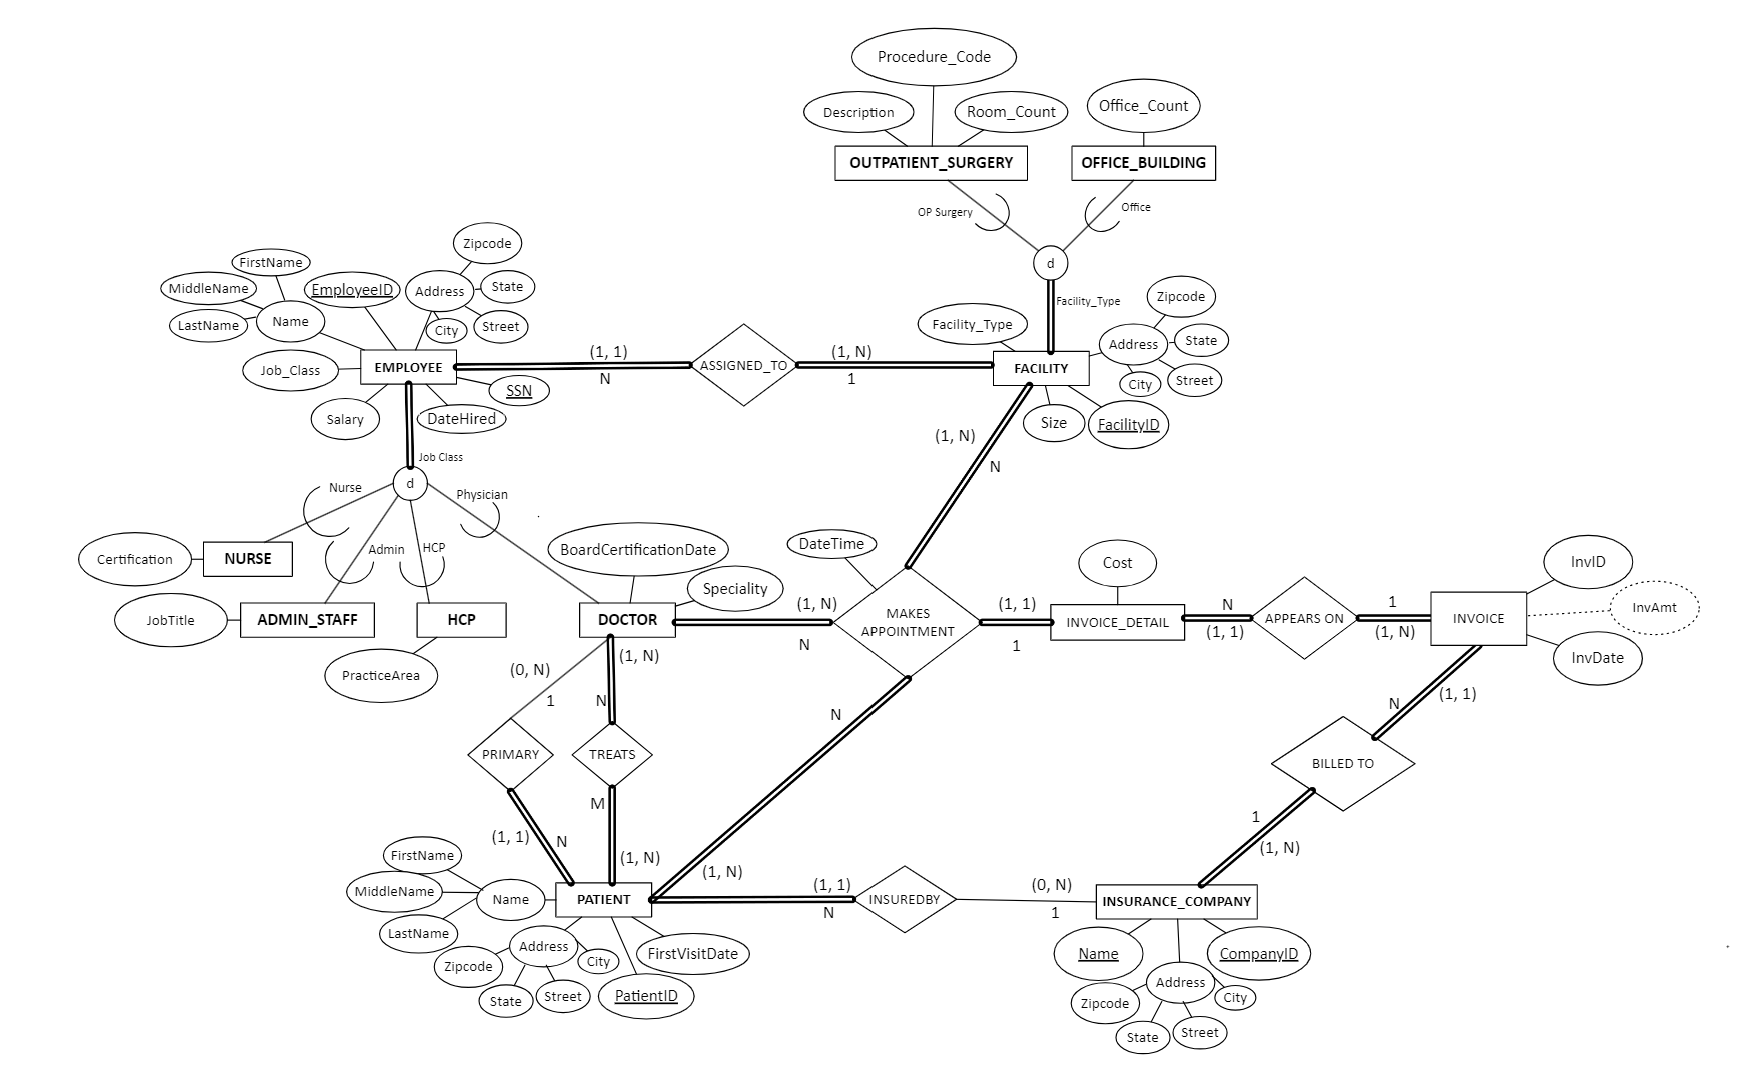 Procedure_Code
Description
Room_Count
Office_Count
OUTPATIENT_SURGERY
OFFICE_BUILDING
OP Surgery
Office
d
Facility_Type
Zipcode
FirstName
MiddleName
EmployeeID
Address
State
LastName
Name
City
Street
Facility_Type
Zipcode
Address
State
City
Street
(1, 1)
(1, N)
EMPLOYEE
ASSIGNED_TO
FACILITY
N
1
Job_Class
SSN
Salary
DateHired
Size
FacilityID
(1, N)
N
Job Class
d
Nurse
Physician
Admin
HCP
Certification
NURSE
BoardCertificationDate
Speciality
DateTime
Cost
InvID
JobTitle
ADMIN_STAFF
HCP
DOCTOR
PracticeArea
(1, N)
N
MAKES
APPOINTMENT
(1, 1)
1
INVOICE_DETAIL
N
(1, 1)
APPEARS ON
1
(1, N)
INVOICE
InvAmt
InvDate
(0, N)
1
(1, N)
N
PRIMARY
TREATS
N
N
(1, 1)
BILLED TO
M
(1, 1)
N
(1, N)
(1, N)
1
(1, N)
FirstName
MiddleName
LastName
Name
PATIENT
(1, 1)
N
INSUREDBY
(0, N)
1
INSURANCE_COMPANY
Address
City
FirstVisitDate
Zipcode
State
Street
PatientID
Name
CompanyID
Address
City
Zipcode
State
Street